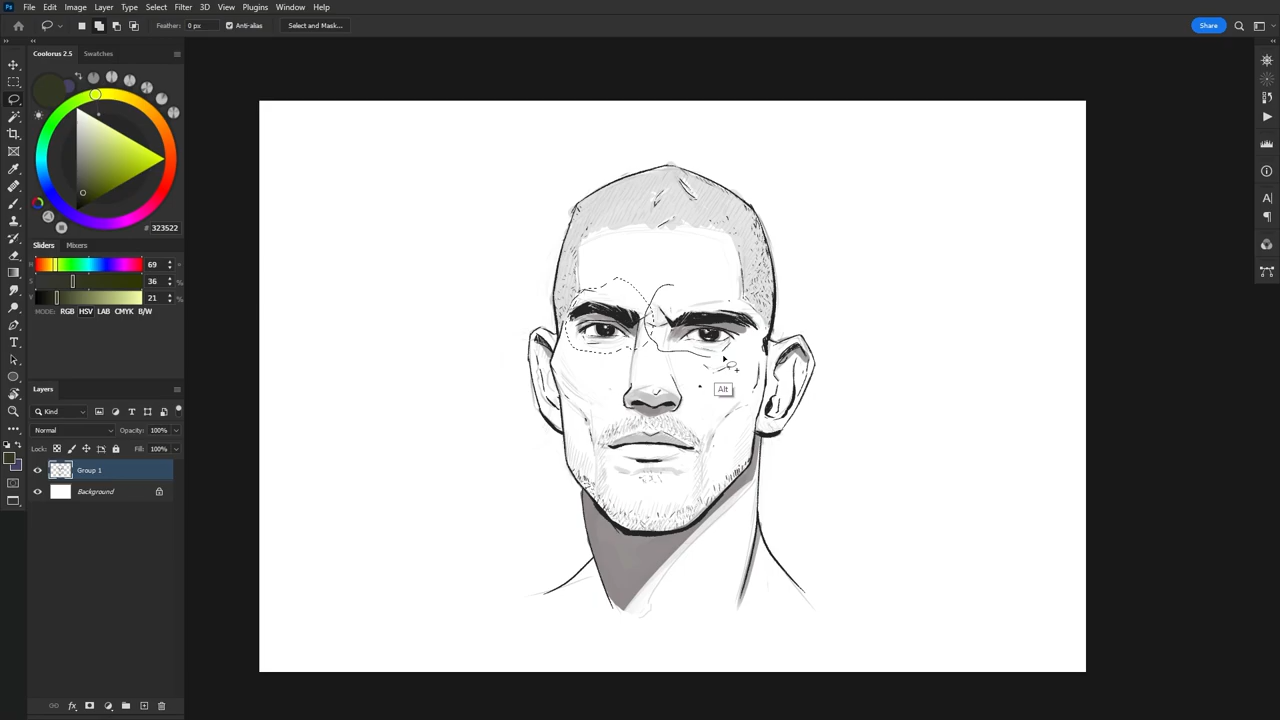 Ps File Edit Image Layer Type Select Filter 3D View Plugins Window Help
Feather: 0 px Anti-alias Select and Mask... Share
Coolorus 2.5 Swatches
# 323522
Sliders Mixers
H 69 °
S 36 %
V 21 %
MODE: RGB HSV LAB CMYK B/W
Layers
Kind
Normal Opacity: 100%
Lock: Fill: 100%
Group 1
Background
Alt
fx